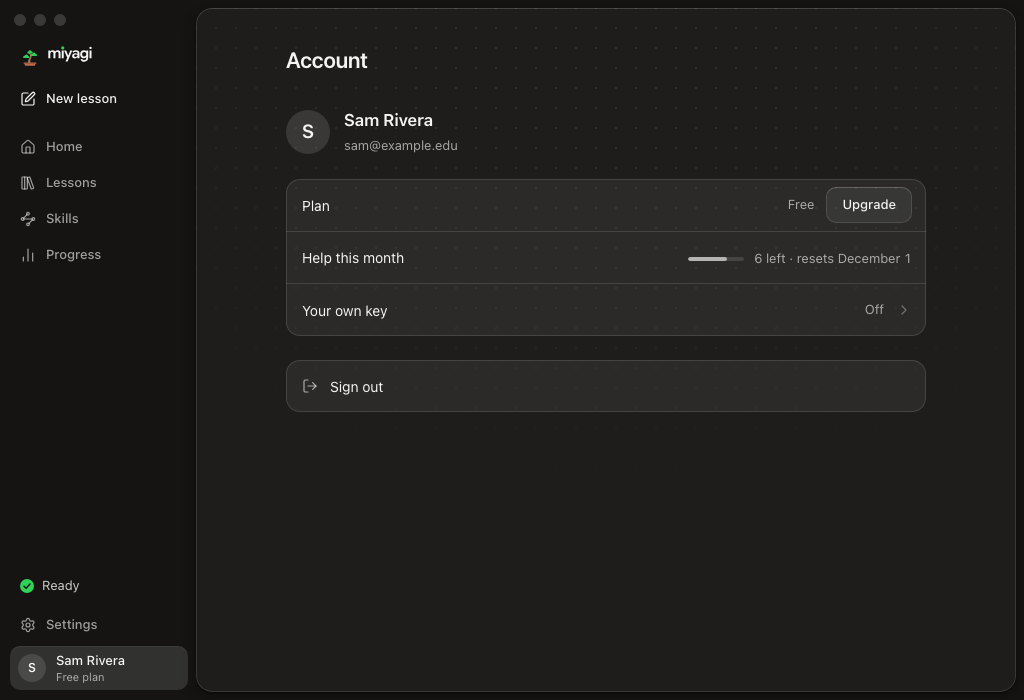 miyagi
New lesson
Home
Lessons
Skills
Progress
Ready
Settings
S
Sam Rivera
Free plan
Account
S
Sam Rivera
sam@example.edu
Plan
Free
Upgrade
Help this month
6 left · resets December 1
Your own key
Off
Sign out